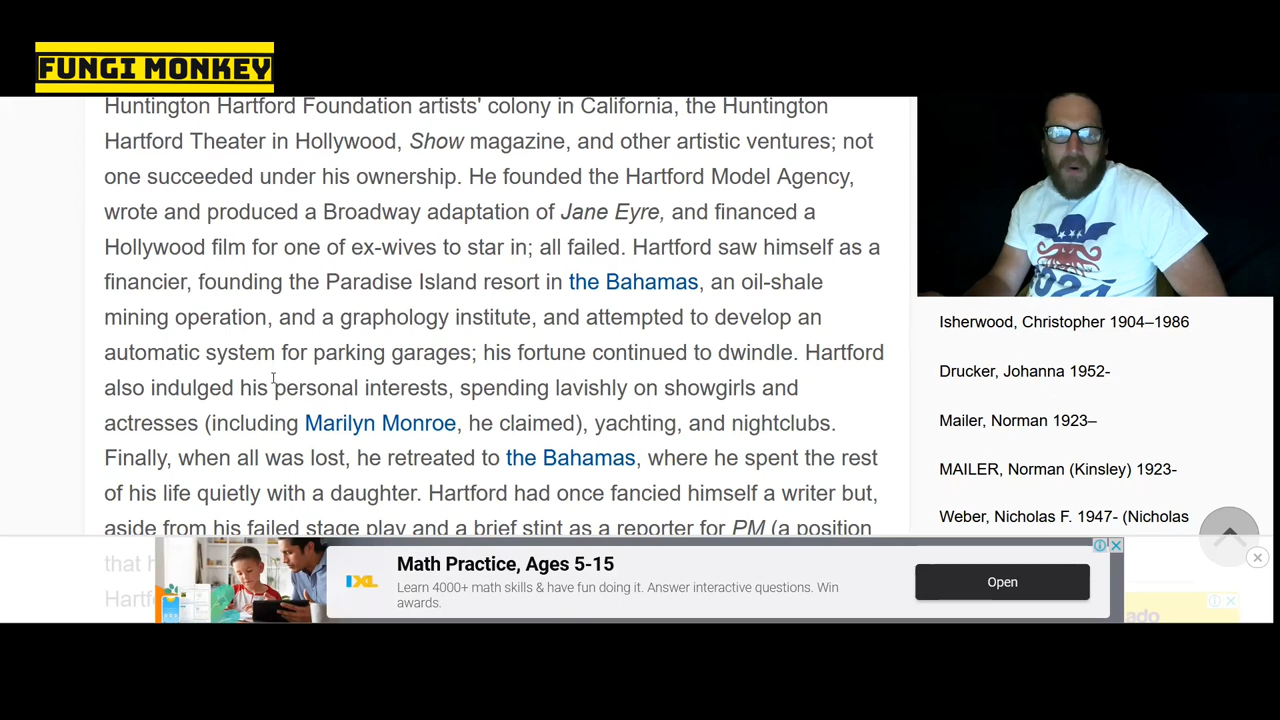 FUNGI MONKEY
Huntington Hartford Foundation artists' colony in California, the Huntington
Hartford Theater in Hollywood, Show magazine, and other artistic ventures; not
one succeeded under his ownership. He founded the Hartford Model Agency,
wrote and produced a Broadway adaptation of Jane Eyre, and financed a
Hollywood film for one of ex-wives to star in; all failed. Hartford saw himself as a
financier, founding the Paradise Island resort in the Bahamas, an oil-shale
mining operation, and a graphology institute, and attempted to develop an
automatic system for parking garages; his fortune continued to dwindle. Hartford
also indulged his personal interests, spending lavishly on showgirls and
actresses (including Marilyn Monroe, he claimed), yachting, and nightclubs.
Finally, when all was lost, he retreated to the Bahamas, where he spent the rest
of his life quietly with a daughter. Hartford had once fancied himself a writer but,
aside from his failed stage play and a brief stint as a reporter for PM (a position
that h
Hartf
2024
Isherwood, Christopher 1904–1986
Drucker, Johanna 1952-
Mailer, Norman 1923–
MAILER, Norman (Kinsley) 1923-
Weber, Nicholas F. 1947- (Nicholas
IXL
Math Practice, Ages 5-15
Learn 4000+ math skills & have fun doing it. Answer interactive questions. Win
awards.
Open